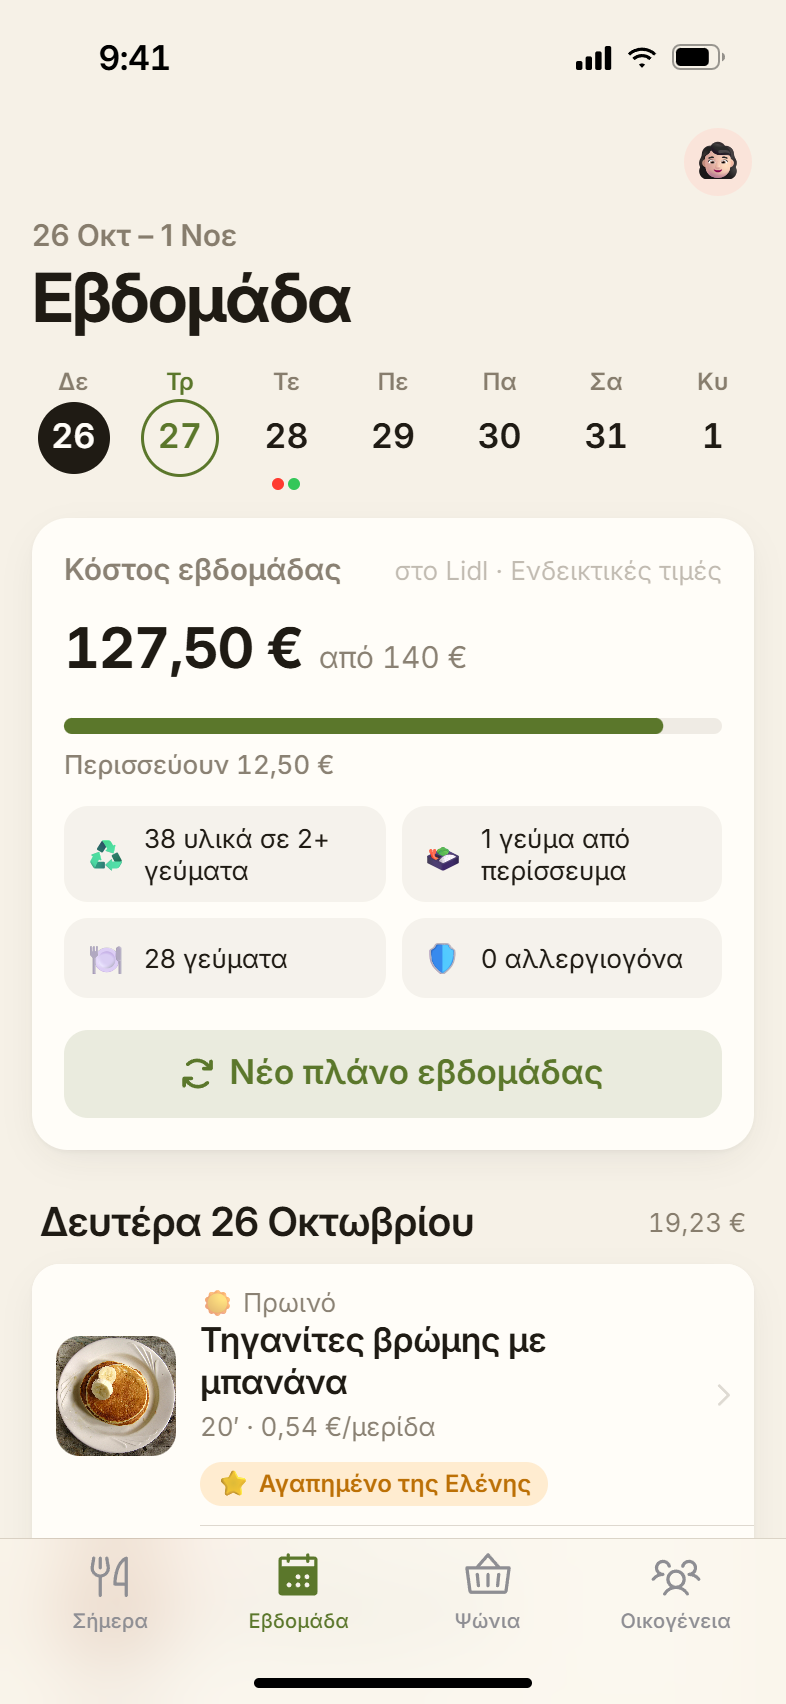 9:41
26 Οκτ – 1 Νοε
Εβδομάδα
Δε Τρ Τε Πε Πα Σα Κυ
26 27 28 29 30 31 1
Κόστος εβδομάδας στο Lidl · Ενδεικτικές τιμές
127,50 € από 140 €
Περισσεύουν 12,50 €
38 υλικά σε 2+
γεύματα
1 γεύμα από
περίσσευμα
28 γεύματα
0 αλλεργιογόνα
Νέο πλάνο εβδομάδας
Δευτέρα 26 Οκτωβρίου 19,23 €
Πρωινό
Τηγανίτες βρώμης με
μπανάνα
20′ · 0,54 €/μερίδα
Αγαπημένο της Ελένης
Σήμερα Εβδομάδα Ψώνια Οικογένεια